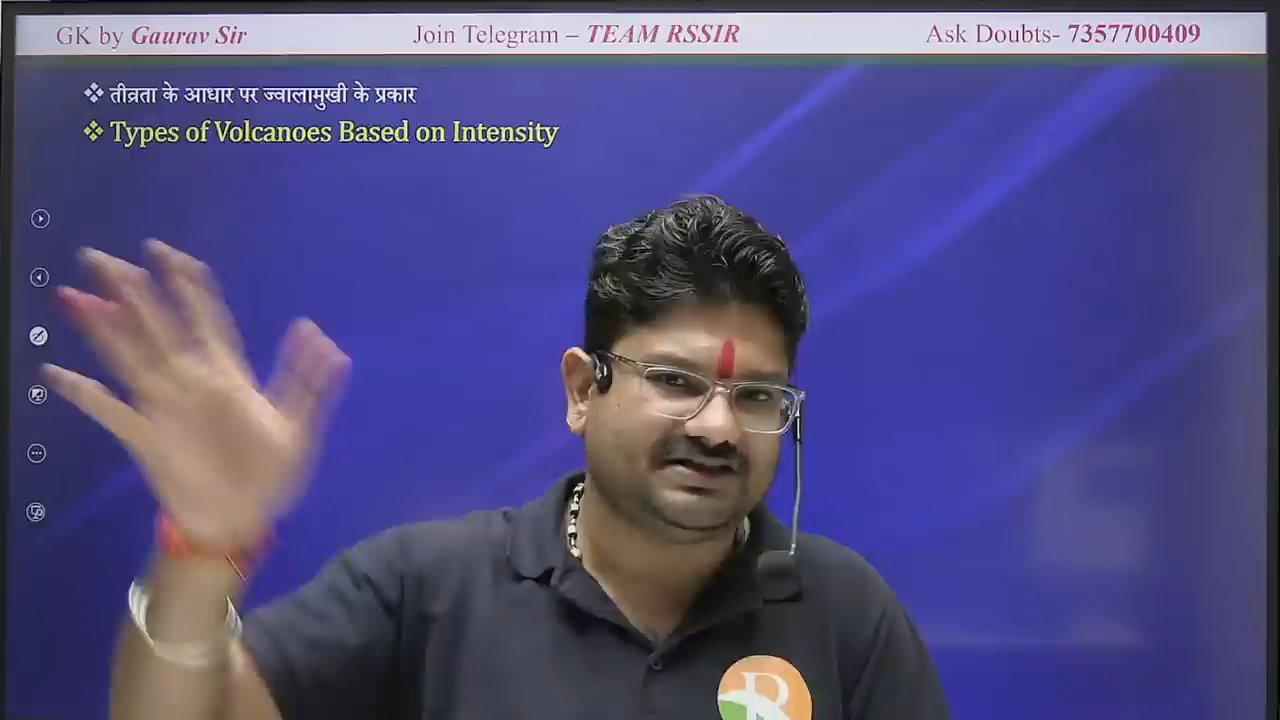 GK by Gaurav Sir Join Telegram – TEAM RSSIR Ask Doubts- 7357700409
❖ तीव्रता के आधार पर ज्वालामुखी के प्रकार
❖ Types of Volcanoes Based on Intensity
R